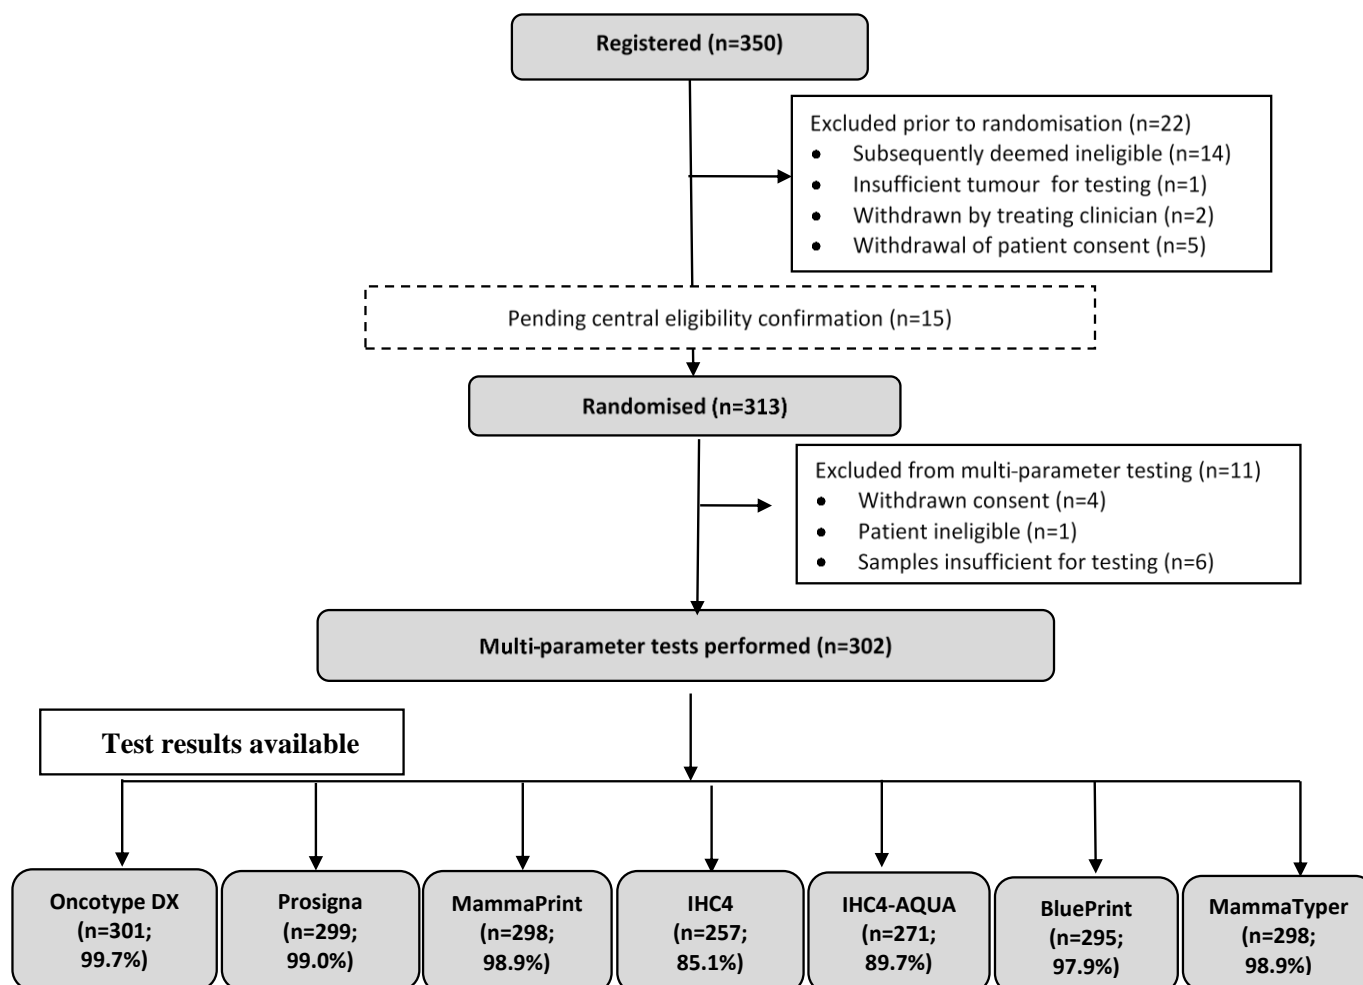 Registered (n=350)
Excluded prior to randomisation (n=22)
• Subsequently deemed ineligible (n=14)
• Insufficient tumour for testing (n=1)
• Withdrawn by treating clinician (n=2)
• Withdrawal of patient consent (n=5)
Pending central eligibility confirmation (n=15)
Randomised (n=313)
Excluded from multi-parameter testing (n=11)
• Withdrawn consent (n=4)
• Patient ineligible (n=1)
• Samples insufficient for testing (n=6)
Multi-parameter tests performed (n=302)
Test results available
Oncotype DX
(n=301;
99.7%)
Prosigna
(n=299;
99.0%)
MammaPrint
(n=298;
98.9%)
IHC4
(n=257;
85.1%)
IHC4-AQUA
(n=271;
89.7%)
BluePrint
(n=295;
97.9%)
MammaTyper
(n=298;
98.9%)